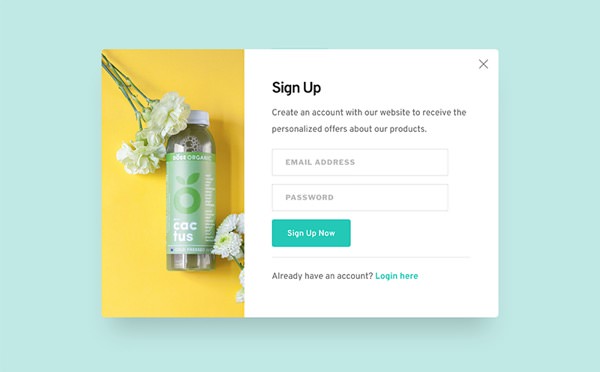 Sign Up
Create an account with our website to receive the
personalized offers about our products.
EMAIL ADDRESS
PASSWORD
Sign Up Now
Already have an account? Login here
ORGANIC
cac
tus